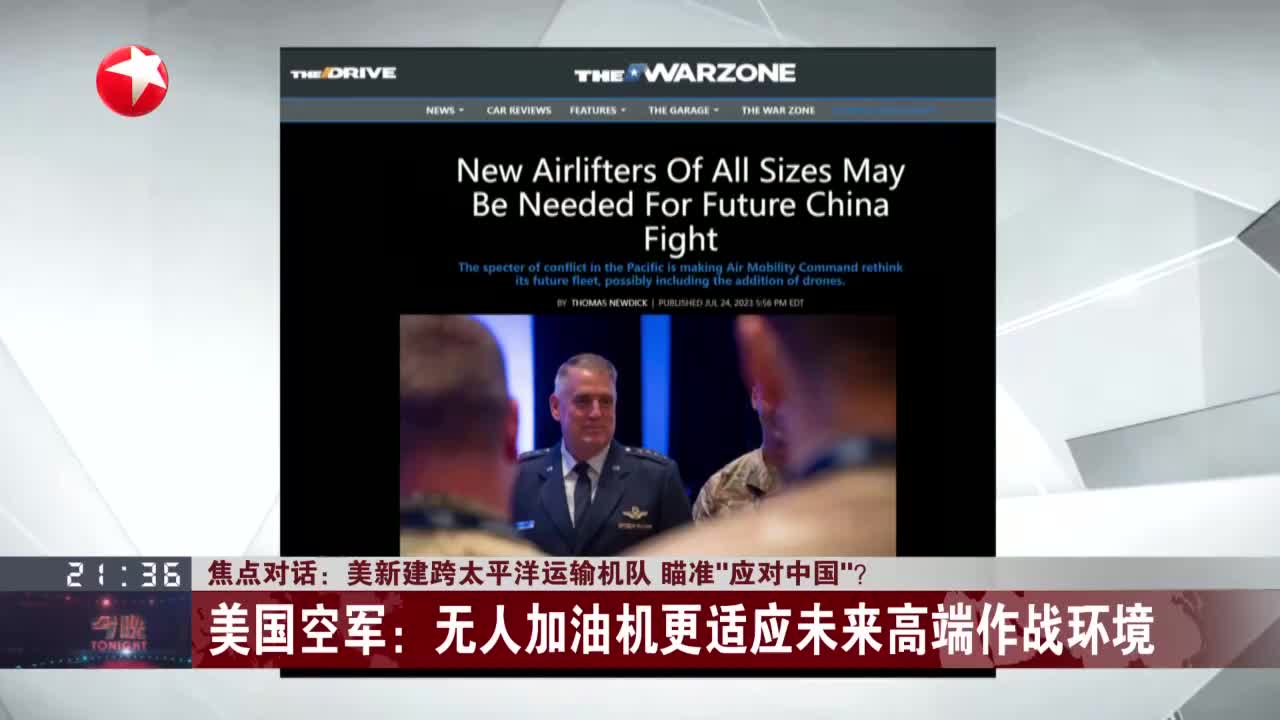 THE DRIVE
THE WARZONE
NEWS CAR REVIEWS FEATURES THE GARAGE THE WAR ZONE
New Airlifters Of All Sizes May
Be Needed For Future China
Fight
The specter of conflict in the Pacific is making Air Mobility Command rethink
its future fleet, possibly including the addition of drones.
BY THOMAS NEWDICK | PUBLISHED JUL 24, 2023 5:56 PM EDT
21:36
焦点对话：美新建跨太平洋运输机队 瞄准"应对中国"？
今晚
TONIGHT
美国空军：无人加油机更适应未来高端作战环境